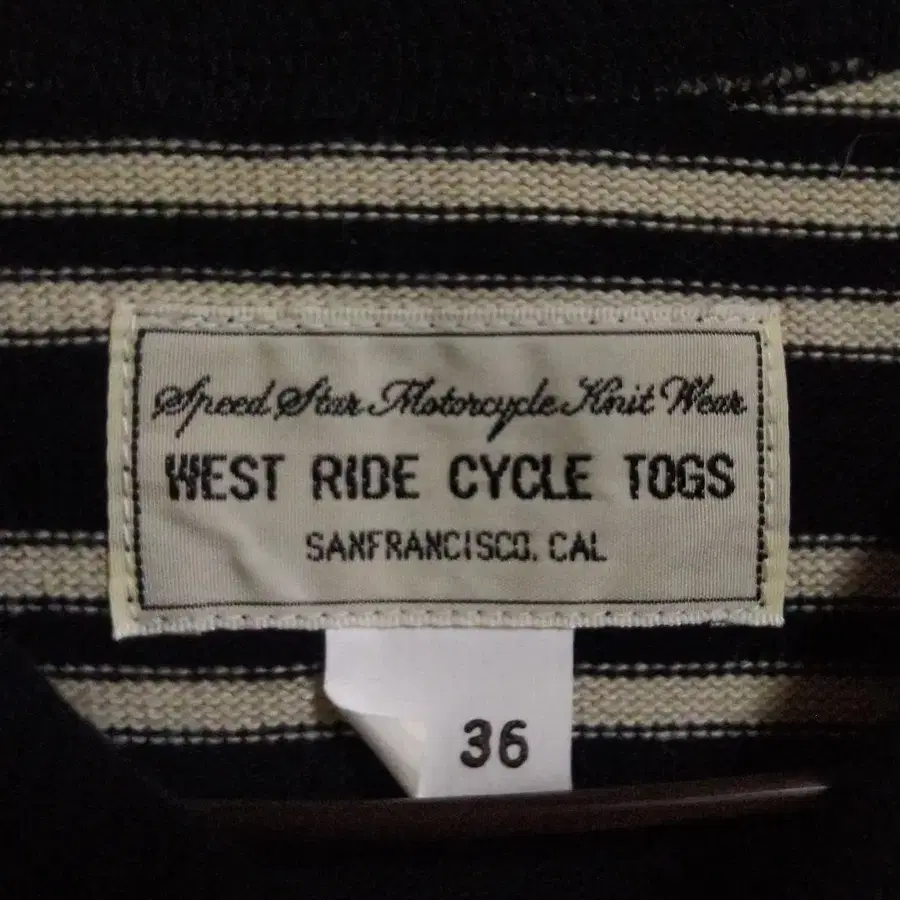 Speed Star Motorcycle Knit Wear
WEST RIDE CYCLE TOGS
SANFRANCISCO. CAL
36